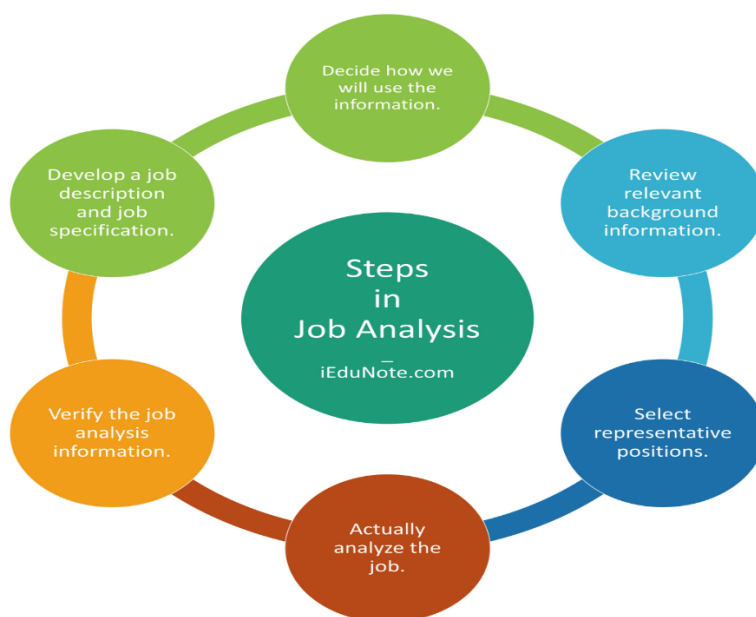 Decide how we
will use the
information.
Review
relevant
background
information.
Select
representative
positions.
Actually
analyze the
job.
Verify the job
analysis
information.
Develop a job
description
and job
specification.
Steps
in
Job Analysis
–
iEduNote.com